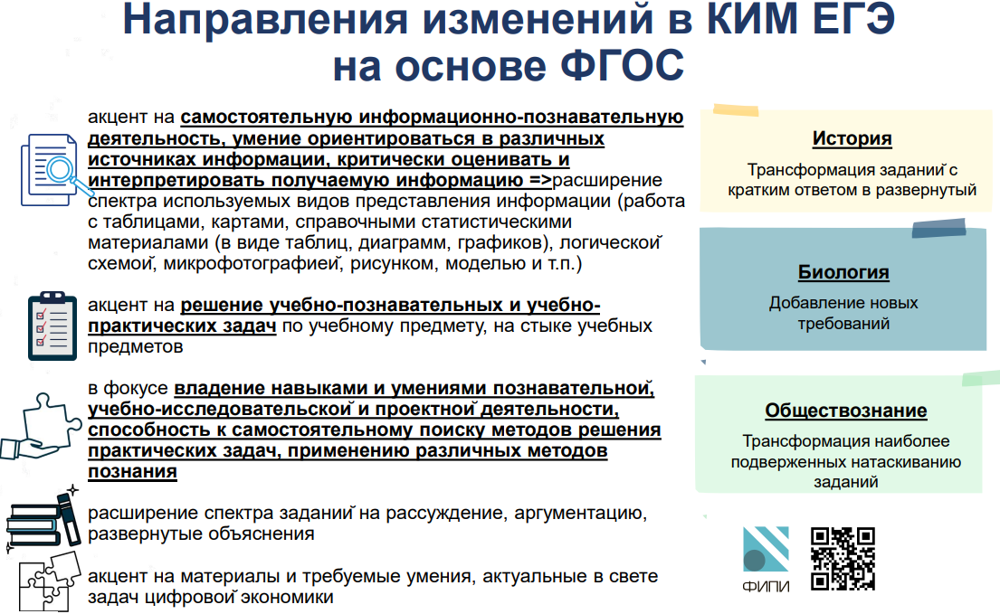 Направления изменений в КИМ ЕГЭ
на основе ФГОС
акцент на самостоятельную информационно-познавательную
деятельность, умение ориентироваться в различных
источниках информации, критически оценивать и
интерпретировать получаемую информацию =>расширение
спектра используемых видов представления информации (работа
с таблицами, картами, справочными статистическими
материалами (в виде таблиц, диаграмм, графиков), логической
схемой, микрофотографией, рисунком, моделью и т.п.)
акцент на решение учебно-познавательных и учебно-
практических задач по учебному предмету, на стыке учебных
предметов
в фокусе владение навыками и умениями познавательной,
учебно-исследовательской и проектной деятельности,
способность к самостоятельному поиску методов решения
практических задач, применению различных методов
познания
расширение спектра заданий на рассуждение, аргументацию,
развернутые объяснения
акцент на материалы и требуемые умения, актуальные в свете
задач цифровой экономики
История
Трансформация заданий с
кратким ответом в развернутый
Биология
Добавление новых
требований
Обществознание
Трансформация наиболее
подверженных натаскиванию
заданий
ФИПИ